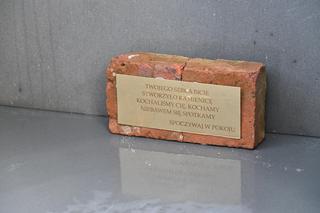 TWOJEGO SERCA BICIE
STWORZYŁO KAMIENICĘ
KOCHALIŚMY CIĘ, KOCHAMY
NIEBAWEM SIĘ SPOTKAMY
SPOCZYWAJ W POKOJU